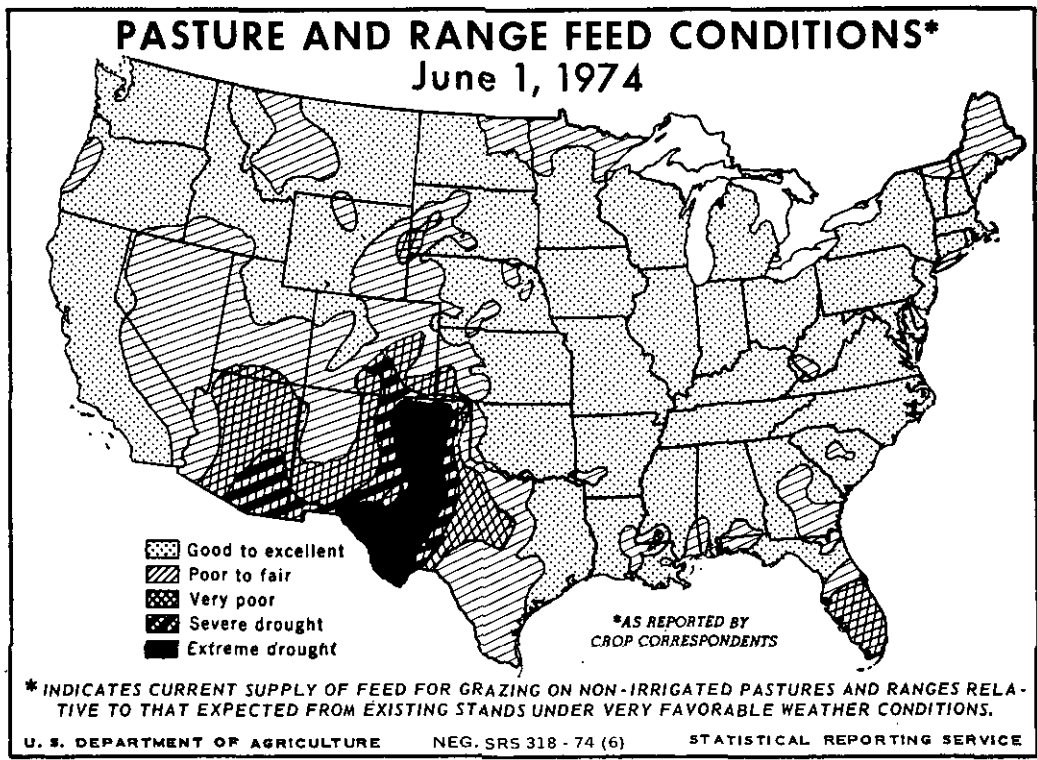 PASTURE AND RANGE FEED CONDITIONS*
June 1, 1974
Good to excellent
Poor to fair
Very poor
Severe drought
Extreme drought
*AS REPORTED BY
CROP CORRESPONDENTS
* INDICATES CURRENT SUPPLY OF FEED FOR GRAZING ON NON-IRRIGATED PASTURES AND RANGES RELA-
TIVE TO THAT EXPECTED FROM EXISTING STANDS UNDER VERY FAVORABLE WEATHER CONDITIONS.
U. S. DEPARTMENT OF AGRICULTURE NEG. SRS 318 - 74 (6) STATISTICAL REPORTING SERVICE